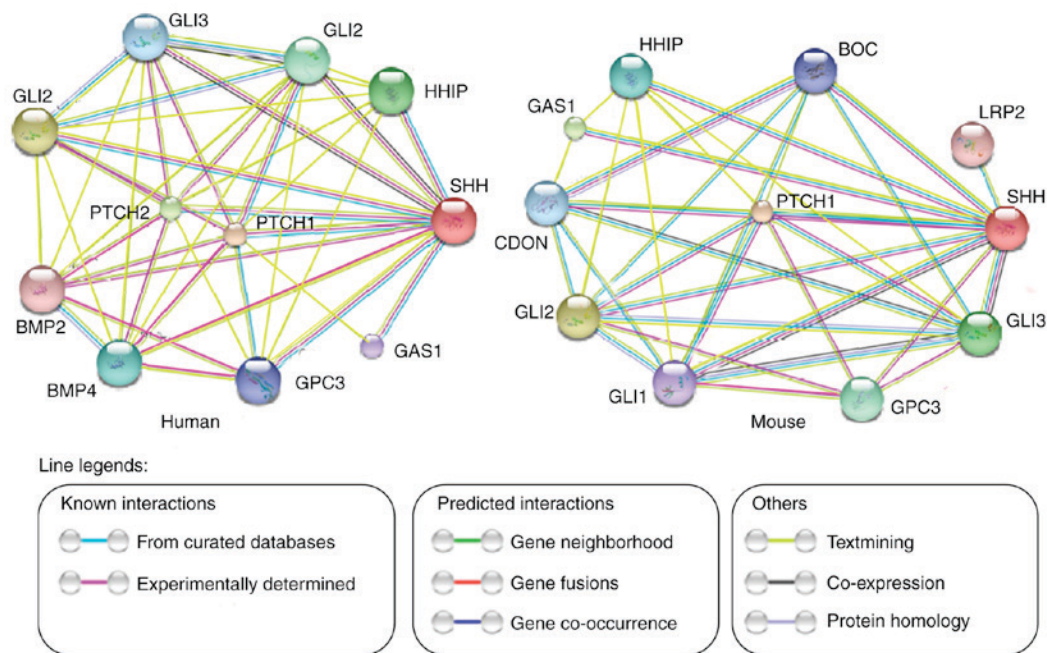 GLI3
GLI2
HHIP
GLI2
SHH
PTCH2
PTCH1
BMP2
GAS1
BMP4
GPC3
Human
HHIP
BOC
GAS1
LRP2
SHH
PTCH1
CDON
GLI2
GLI3
GLI1
GPC3
Mouse
Line legends:
Known interactions
From curated databases
Experimentally determined
Predicted interactions
Gene neighborhood
Gene fusions
Gene co-occurrence
Others
Textmining
Co-expression
Protein homology